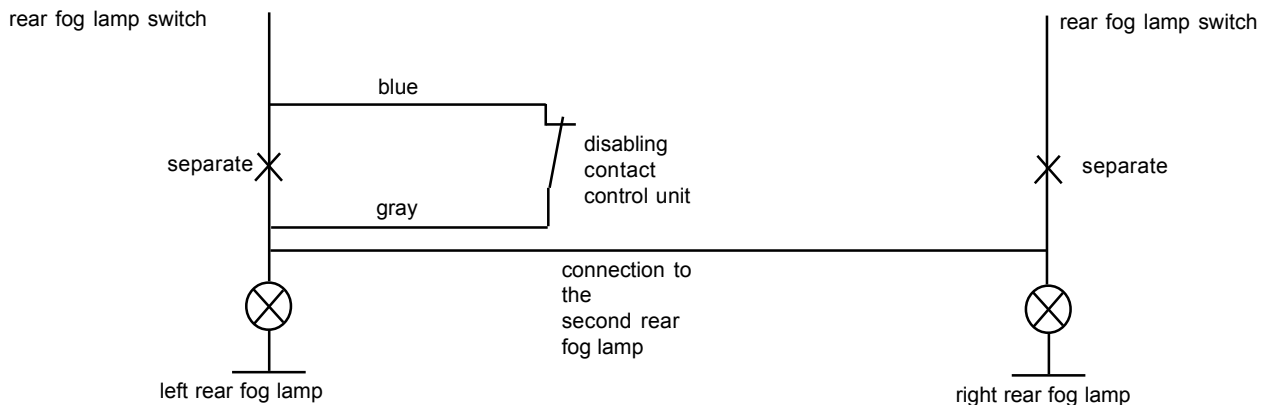 rear fog lamp switch
rear fog lamp switch
blue
disabling
contact
control unit
separate
separate
gray
connection to
the
second rear
fog lamp
left rear fog lamp
right rear fog lamp